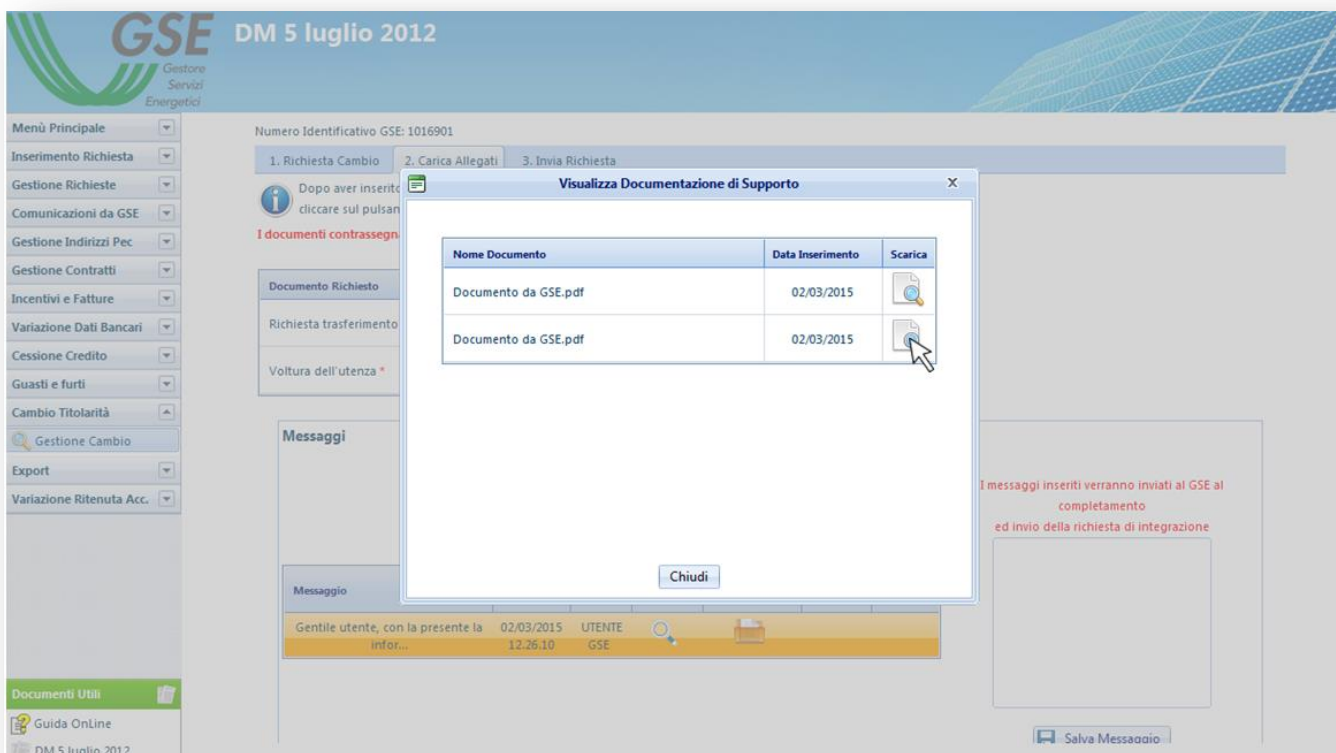 GSE
Gestore
Servizi
Energetici
DM 5 luglio 2012
Menù Principale
Inserimento Richiesta
Gestione Richieste
Comunicazioni da GSE
Gestione Indirizzi Pec
Gestione Contratti
Incentivi e Fatture
Variazione Dati Bancari
Cessione Credito
Guasti e furti
Cambio Titolarità
Gestione Cambio
Export
Variazione Ritenuta Acc.
Documenti Utili
Guida OnLine
DM 5 luglio 2012
Numero Identificativo GSE: 1016901
1. Richiesta Cambio 2. Carica Allegati 3. Invia Richiesta
Dopo aver inserito
cliccare sul
I documenti
Documento Richiesto
Richiesta trasferimento
Voltura dell'utenza *
Visualizza Documentazione di Supporto X
Nome Documento Data Inserimento Scarica
Documento da GSE.pdf 02/03/2015
Documento da GSE.pdf 02/03/2015
Chiudi
Messaggi
Messaggio
Gentile utente, con la presente la 02/03/2015 UTENTE
infor... 12.26.10 GSE
I messaggi inseriti verranno inviati al GSE al
completamento
ed invio della richiesta di integrazione
Salva Messaggio